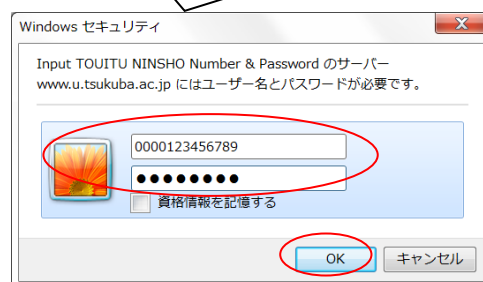 Windows セキュリティ
Input TOUITU NINSHO Number & Password のサーバー
www.u.tsukuba.ac.jp にはユーザー名とパスワードが必要です。
0000123456789
●●●●●●●●
資格情報を記憶する
OK
キャンセル